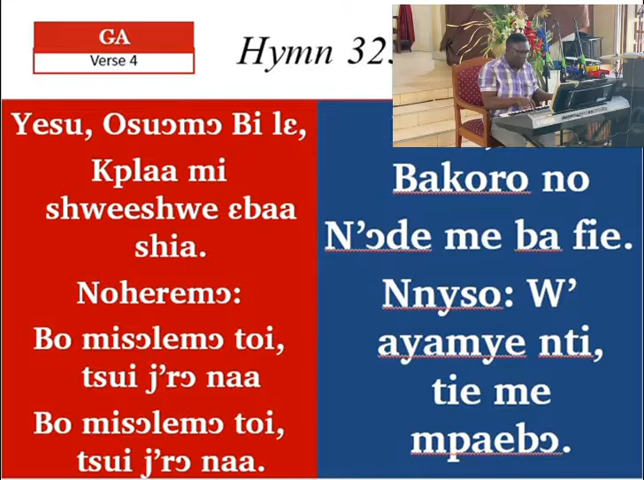 GA
Verse 4
Hymn 32
Yesu, Osuɔmɔ Bi lɛ,
Kplaa mi
shweeshwe ɛbaa
shia.
Noheremɔ:
Bo misɔlemɔ toi,
tsui j’rɔ naa
Bo misɔlemɔ toi,
tsui j’rɔ naa.
Bakoro no
N’ɔde me ba fie.
Nnyso: W’
ayamye nti,
tie me
mpaebɔ.